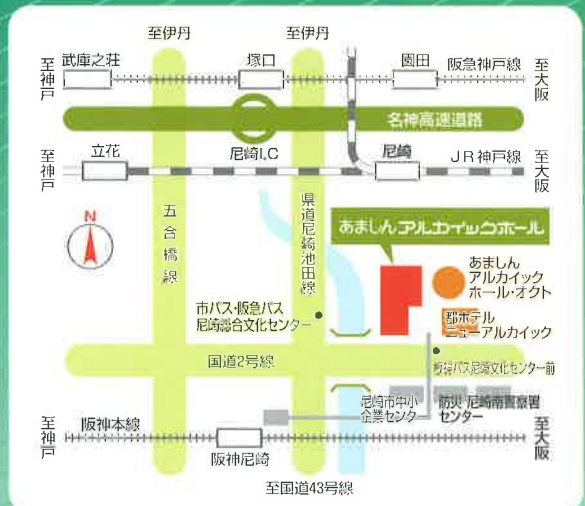 至伊丹
至伊丹
至神戸
武庫之荘
塚口
園田
阪急神戸線
至大阪
名神高速道路
至神戸
立花
尼崎I.C
尼崎
JR神戸線
至大阪
N
五合橋線
県道尼崎池田線
あましんアルカイックホール
あましん
アルカイック
ホール・オクト
市バス・阪急バス
尼崎総合文化センター
都ホテル
ニューアルカイック
国道2号線
阪神バス尼崎文化センター前
尼崎市中小
企業センター
防災
センター
尼崎南警察署
至神戸
阪神本線
阪神尼崎
至大阪
至国道43号線